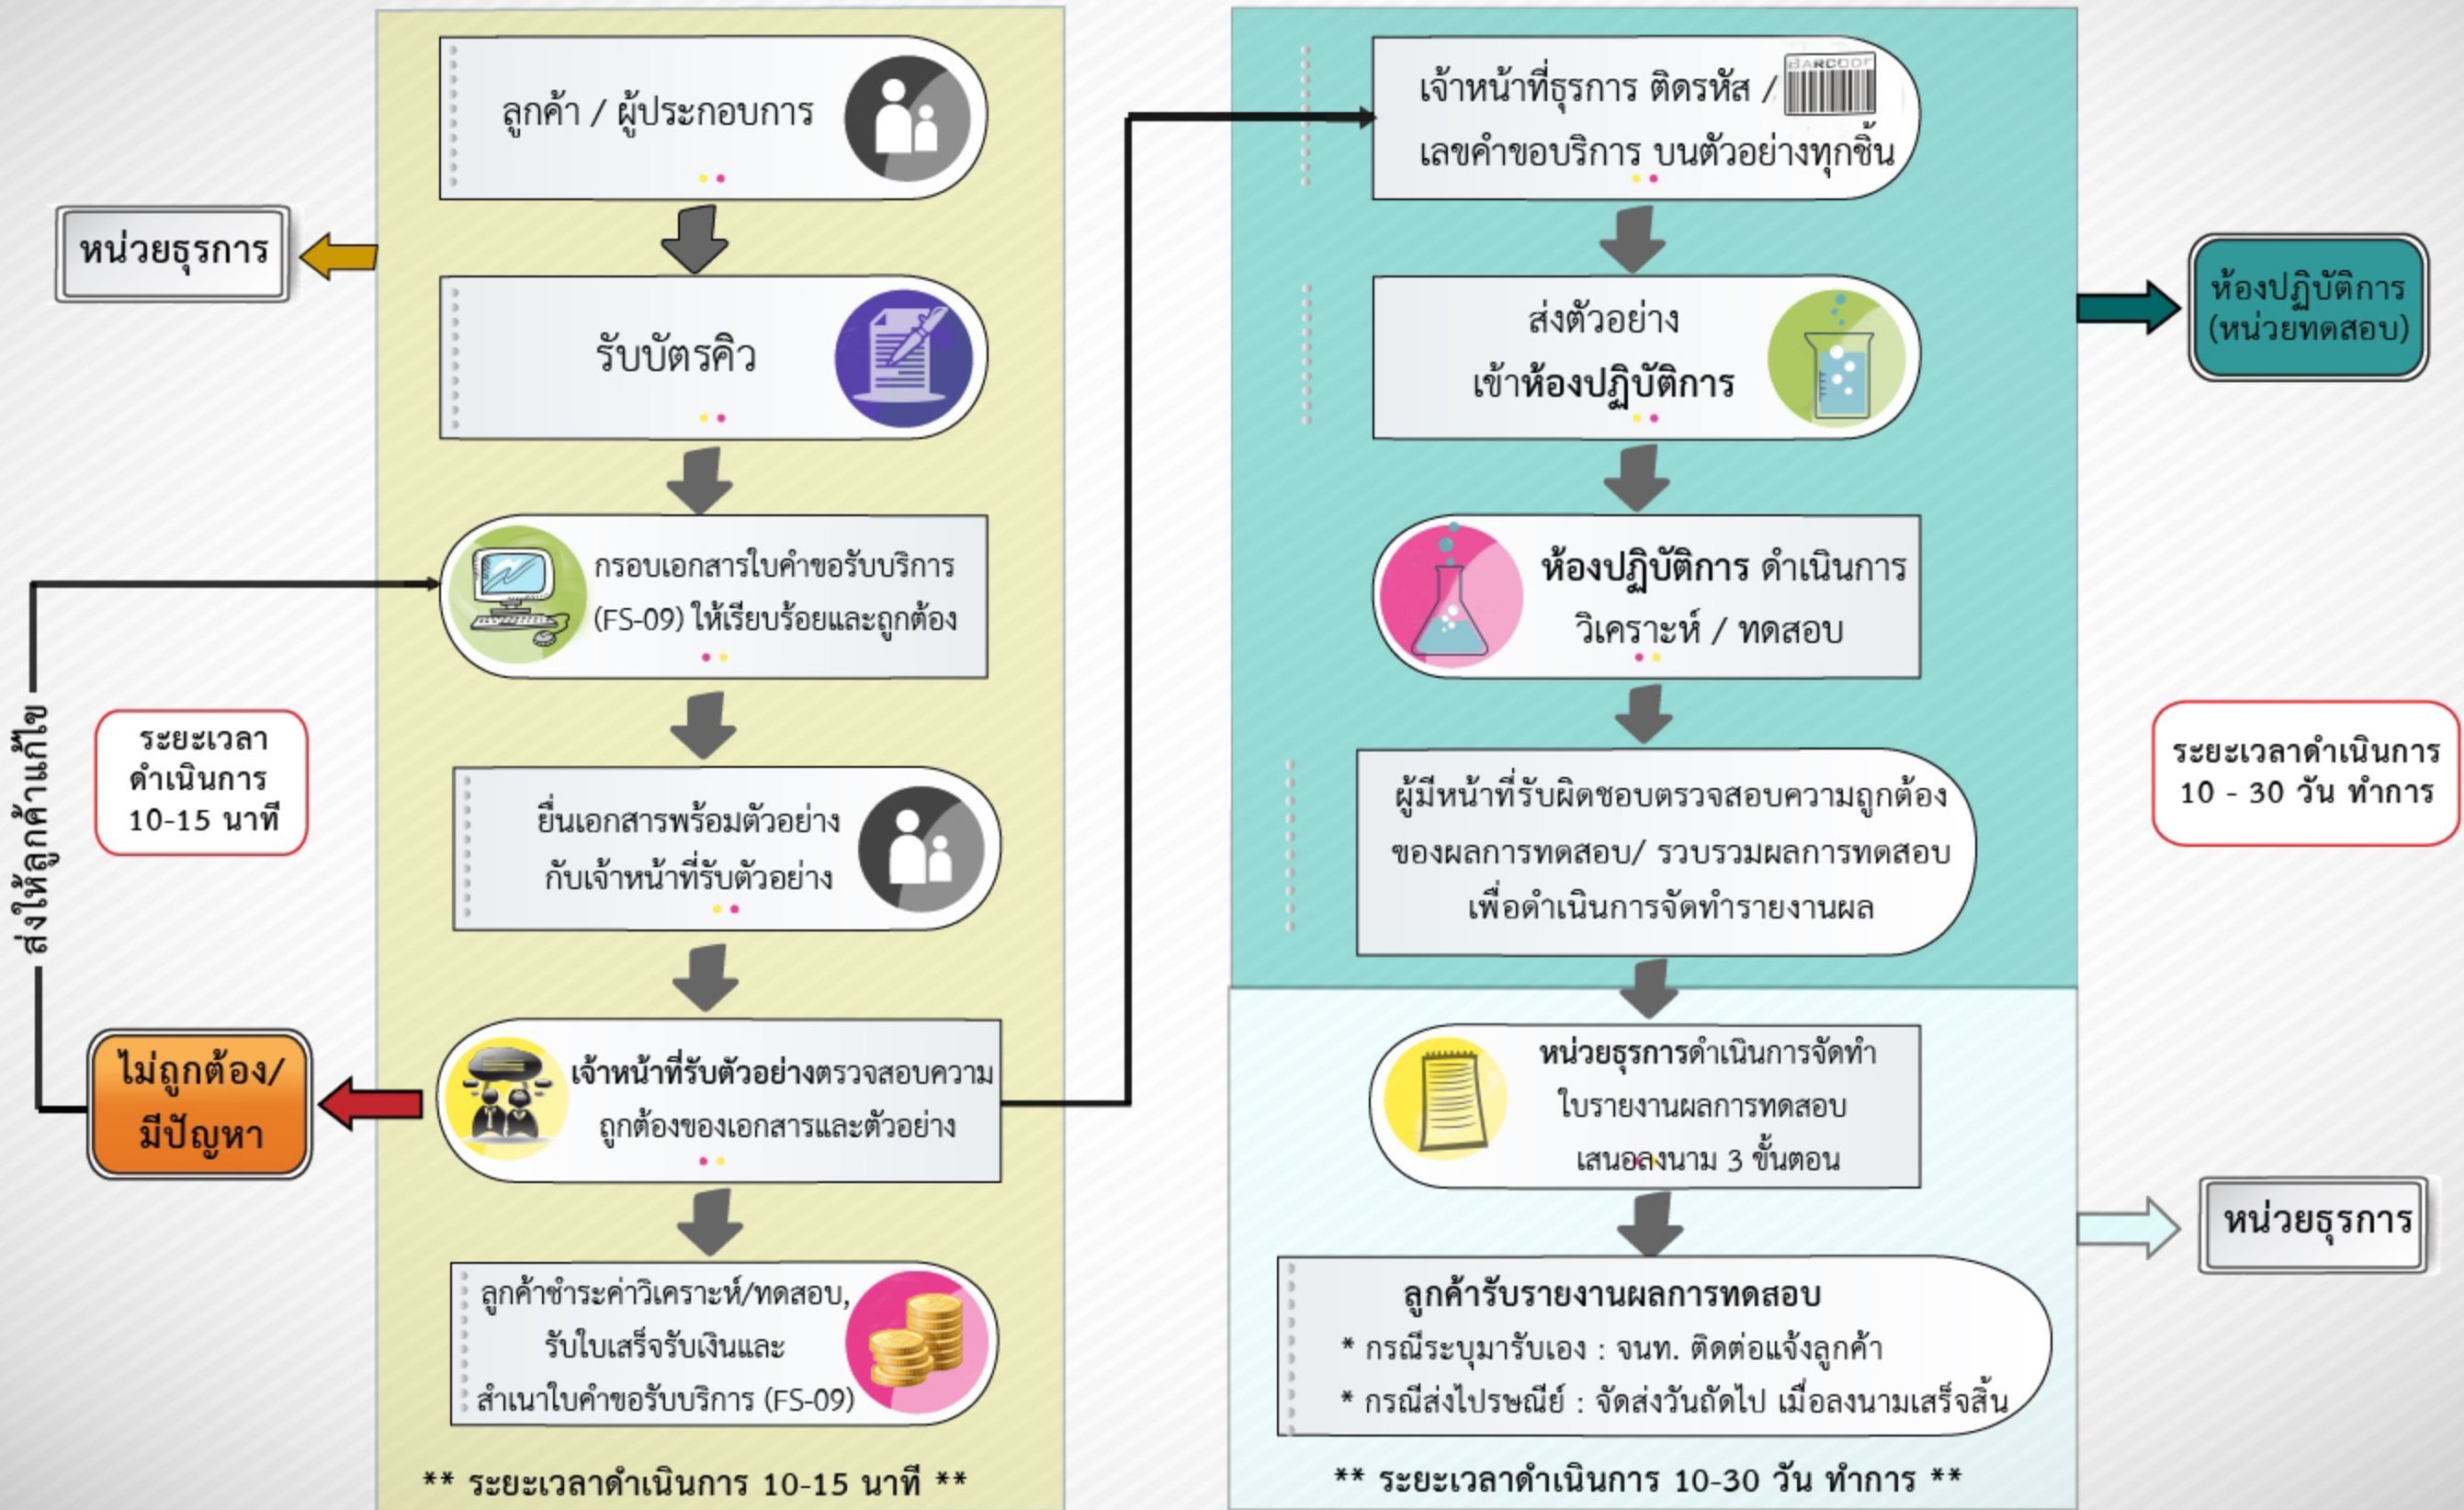 ลูกค้า / ผู้ประกอบการ
หน่วยธุรการ
รับบัตรคิว
กรอบเอกสารใบคำขอรับบริการ
(FS-09) ให้เรียบร้อยและถูกต้อง
ส่งให้ลูกค้าแก้ไข
ระยะเวลา
ดำเนินการ
10-15 นาที
ยื่นเอกสารพร้อมตัวอย่าง
กับเจ้าหน้าที่รับตัวอย่าง
ไม่ถูกต้อง/
มีปัญหา
เจ้าหน้าที่รับตัวอย่างตรวจสอบความ
ถูกต้องของเอกสารและตัวอย่าง
ลูกค้าชำระค่าวิเคราะห์/ทดสอบ,
รับใบเสร็จรับเงินและ
สำเนาใบคำขอรับบริการ (FS-09)
** ระยะเวลาดำเนินการ 10-15 นาที **
เจ้าหน้าที่ธุรการ ติดรหัส / BARCODE
เลขคำขอบริการ บนตัวอย่างทุกชิ้น
ส่งตัวอย่าง
เข้าห้องปฏิบัติการ
ห้องปฏิบัติการ
(หน่วยทดสอบ)
ห้องปฏิบัติการ ดำเนินการ
วิเคราะห์ / ทดสอบ
ผู้มีหน้าที่รับผิดชอบตรวจสอบความถูกต้อง
ของผลการทดสอบ/ รวบรวมผลการทดสอบ
เพื่อดำเนินการจัดทำรายงานผล
ระยะเวลาดำเนินการ
10 - 30 วัน ทำการ
หน่วยธุรการดำเนินการจัดทำ
ใบรายงานผลการทดสอบ
เสนอลงนาม 3 ขั้นตอน
หน่วยธุรการ
ลูกค้ารับรายงานผลการทดสอบ
* กรณีระบุมารับเอง : จนท. ติดต่อแจ้งลูกค้า
* กรณีส่งไปรษณีย์ : จัดส่งวันถัดไป เมื่อลงนามเสร็จสิ้น
** ระยะเวลาดำเนินการ 10-30 วัน ทำการ **